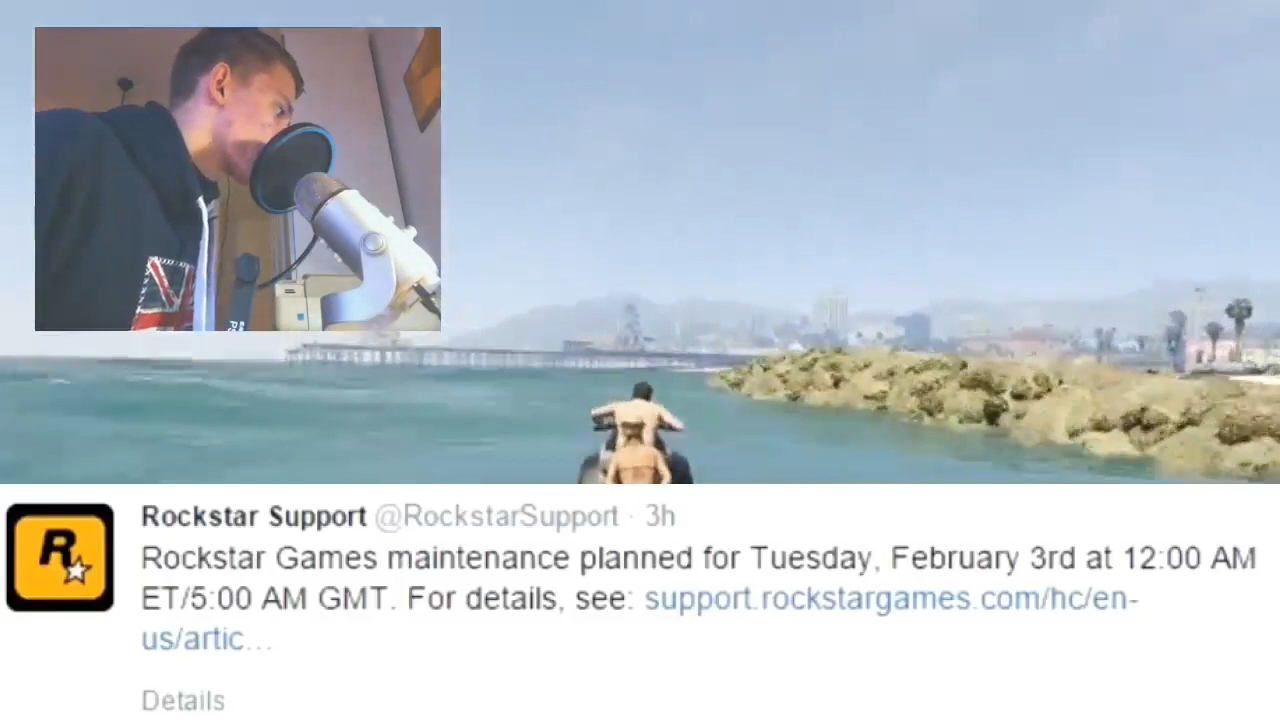 Rockstar Support @RockstarSupport · 3h
Rockstar Games maintenance planned for Tuesday, February 3rd at 12:00 AM
ET/5:00 AM GMT. For details, see: support.rockstargames.com/hc/en-
us/artic...
Details
R